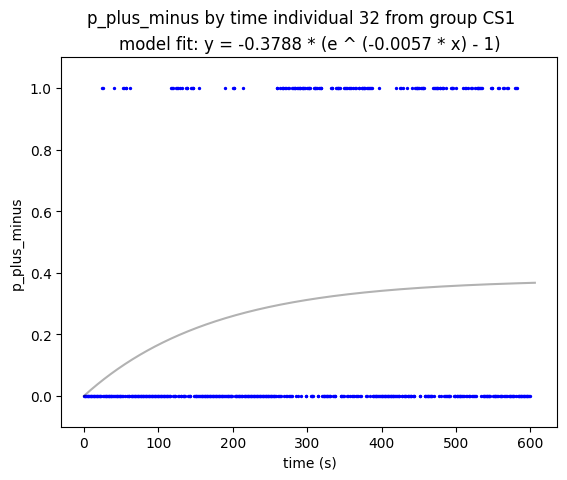 p_plus_minus by time individual 32 from group CS1
model fit: y = -0.3788 * (e ^ (-0.0057 * x) - 1)
1.0
0.8
0.6
0.4
0.2
0.0
p_plus_minus
0 100 200 300 400 500 600
time (s)